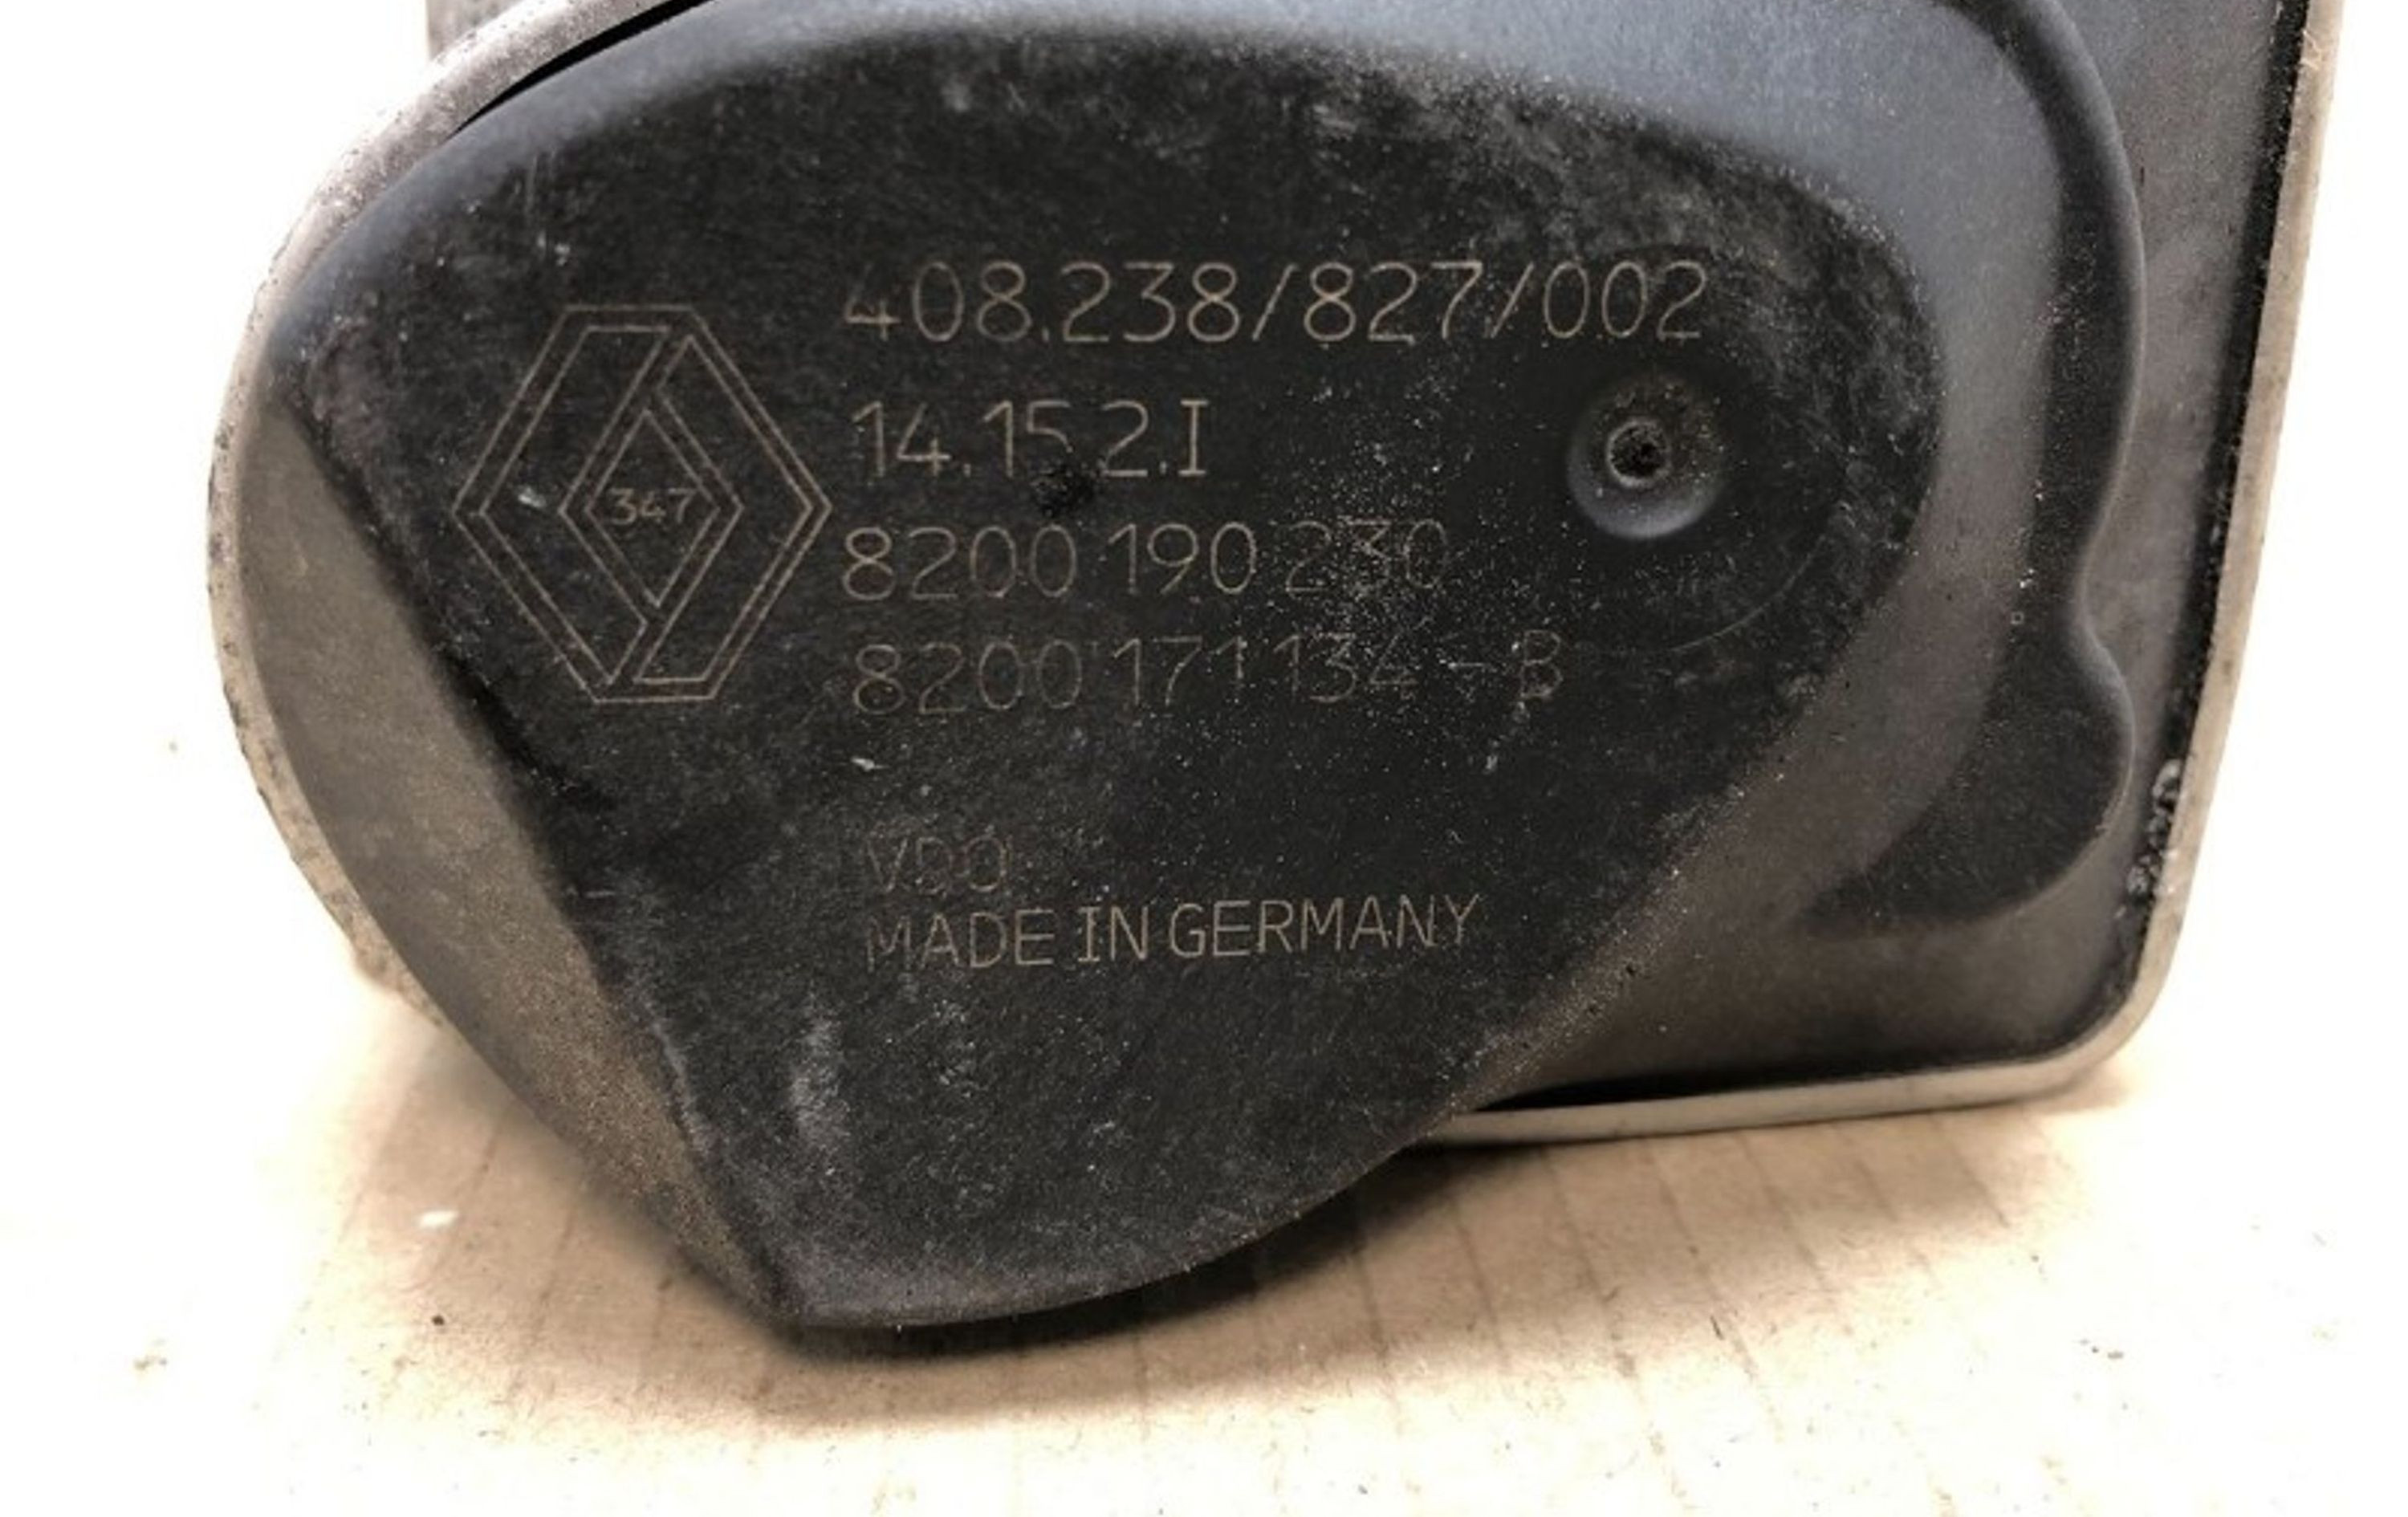 408.238/827/002
14.15.2.I
347
8200 190 230
8200 171 134 - B
VDO
MADE IN GERMANY